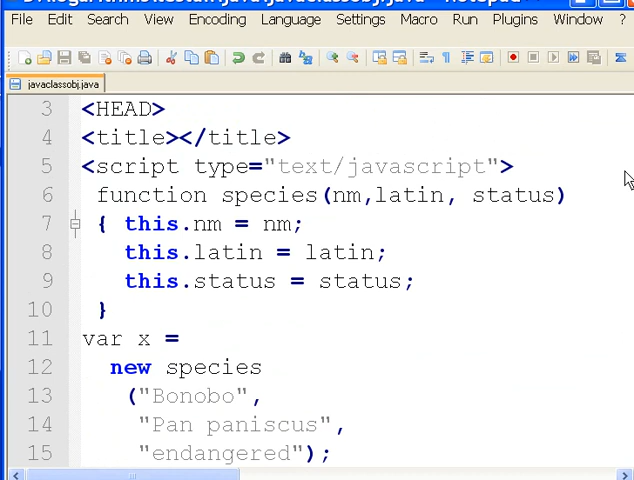 File Edit Search View Encoding Language Settings Macro Run Plugins Window ?
javaclassobj.java
3 <HEAD>
4 <title></title>
5 <script type="text/javascript">
6 function species(nm,latin, status)
7 { this.nm = nm;
8 this.latin = latin;
9 this.status = status;
10 }
11 var x =
12 new species
13 ("Bonobo",
14 "Pan paniscus",
15 "endangered");